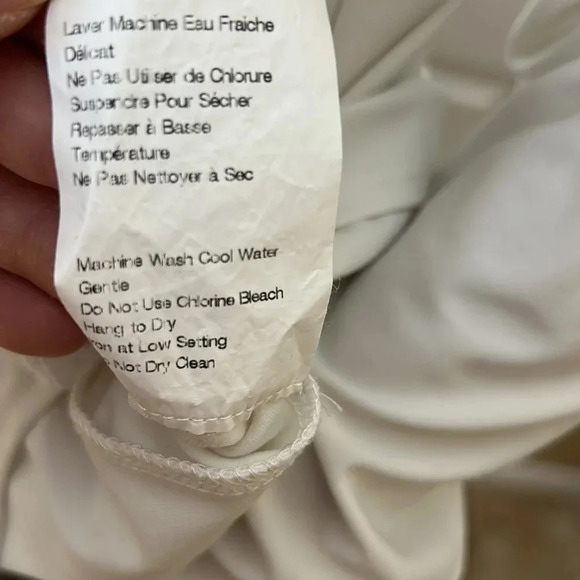 Laver Machine Eau Fraiche
Délicat
Ne Pas Utiliser de Chlorure
Suspendre Pour Sécher
Repasser à Basse
Température
Ne Pas Nettoyer à Sec
Machine Wash Cool Water
Gentle
Do Not Use Chlorine Bleach
Hang to Dry
Iron at Low Setting
Not Dry Clean